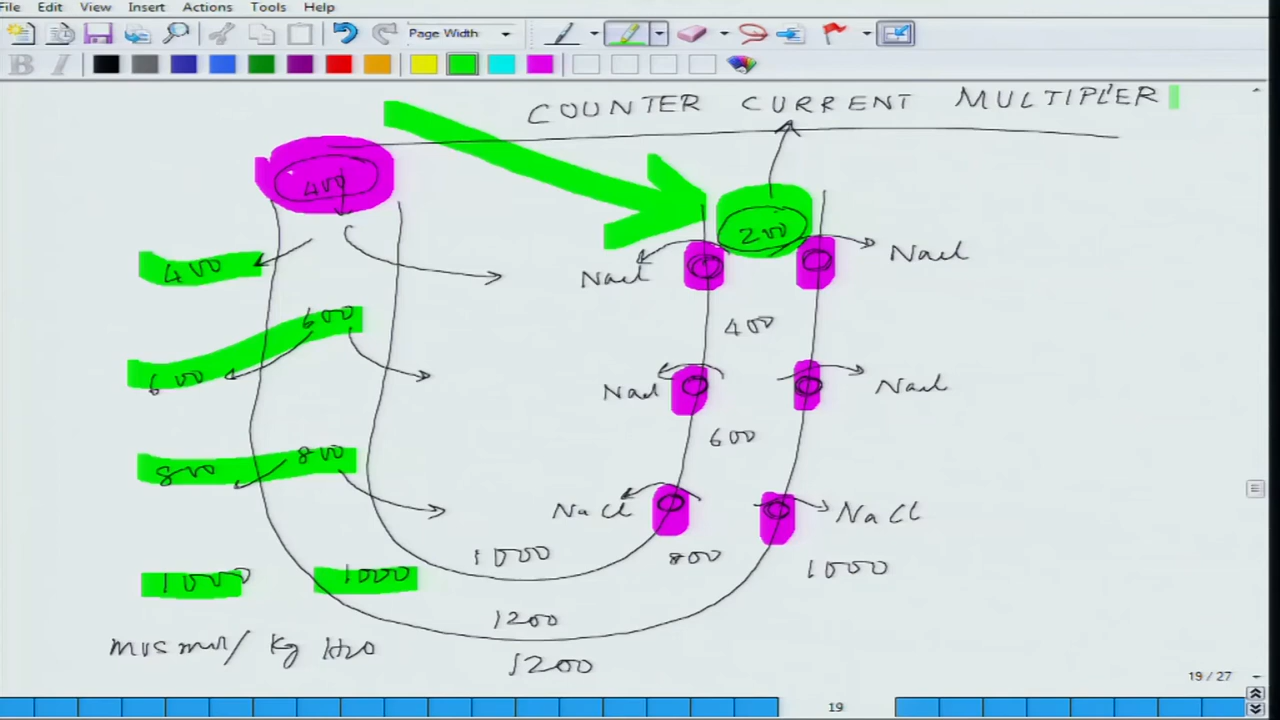 File Edit View Insert Actions Tools Help
Page Width
B I
COUNTER CURRENT MULTIPLIER
400
200
400
NaCl
NaCl
600
400
600
NaCl
NaCl
800
600
800
NaCl
NaCl
1000
800
1000
1000
1000
1200
mosmol/ Kg H2O
1200
19 / 27
19